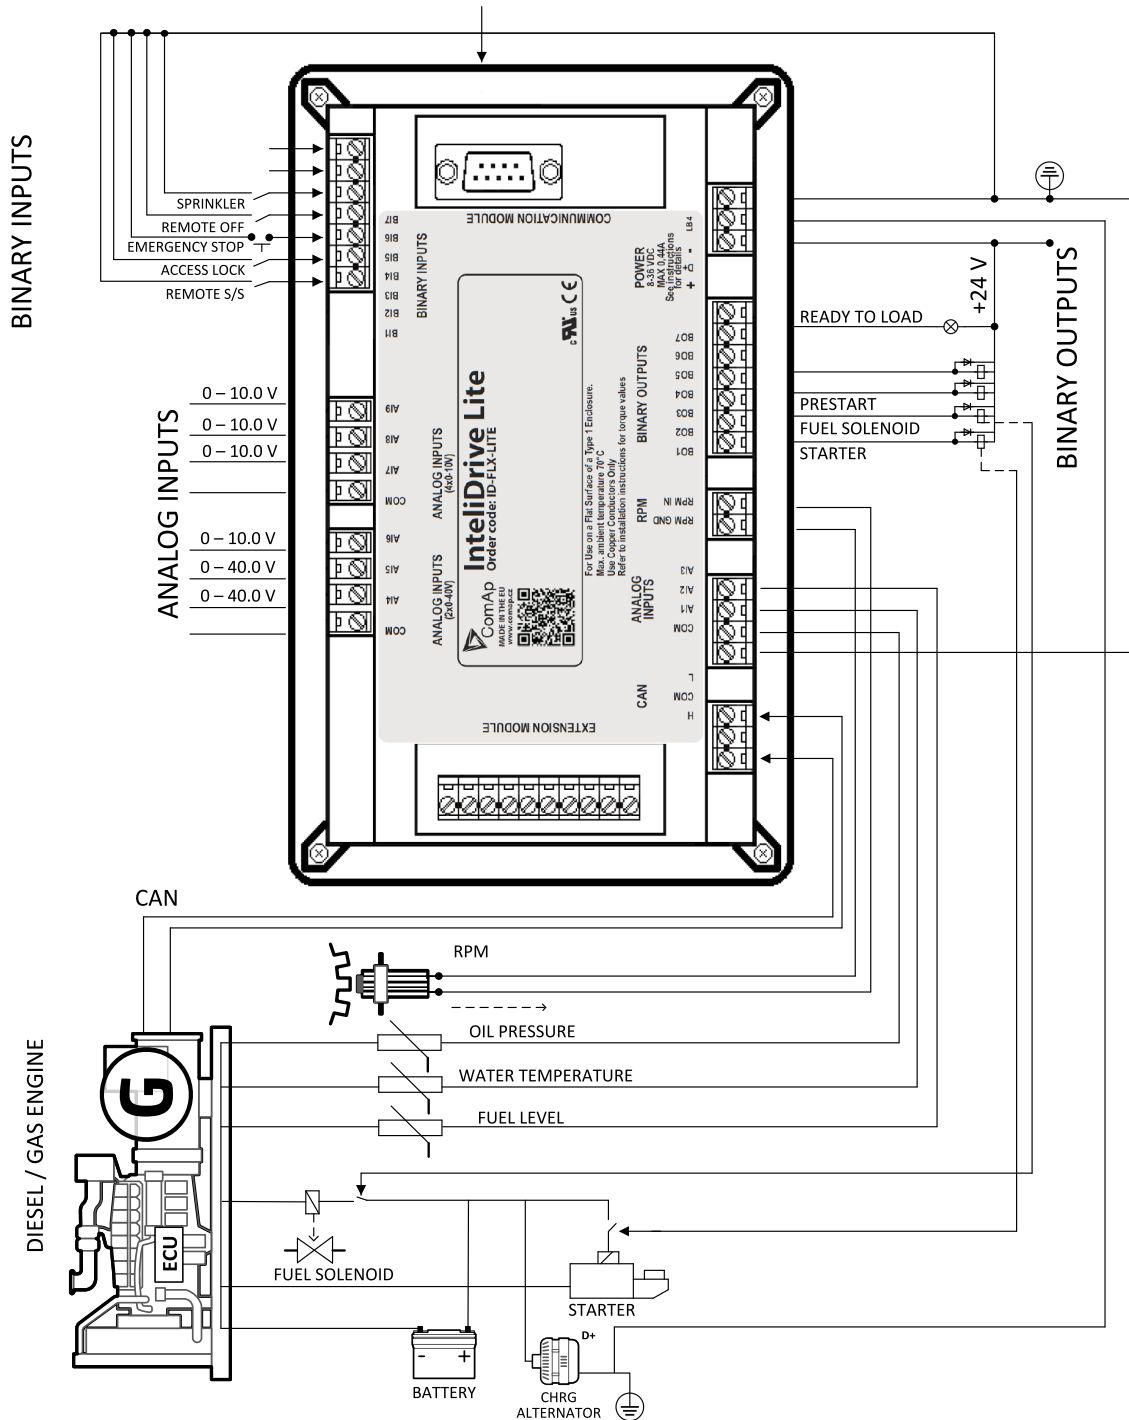 BINARY INPUTS
SPRINKLER
REMOTE OFF
EMERGENCY STOP
ACCESS LOCK
REMOTE S/S
ANALOG INPUTS
0 – 10.0 V
0 – 10.0 V
0 – 10.0 V
0 – 10.0 V
0 – 40.0 V
0 – 40.0 V
COMMUNICATION MODULE
BI7
BI6
BI5
BI4
BI3
BI2
BI1
BINARY INPUTS
AI9
AI8
AI7
COM
ANALOG INPUTS
(4x0-10V)
AI6
AI5
AI4
COM
ANALOG INPUTS
(2x0-40V)
InteliDrive Lite
Order code: ID-FLX-LITE
C UL US CE
ComAp
MADE IN THE EU
www.comap.cz
For Use on a Flat Surface of a Type 1 Enclosure.
Max. ambient temperature 70°C
Use Copper Conductors Only
Refer to installation instructions for torque values
LB4
POWER
8-36 VDC
MAX 0,44A
See instructions
for details
-
D+
+
BINARY OUTPUTS
BO7
BO6
BO5
BO4
BO3
BO2
BO1
RPM
RPM IN
RPM GND
ANALOG
INPUTS
AI3
AI2
AI1
COM
CAN
L
COM
H
EXTENSION MODULE
+24 V
BINARY OUTPUTS
READY TO LOAD
PRESTART
FUEL SOLENOID
STARTER
CAN
RPM
OIL PRESSURE
WATER TEMPERATURE
FUEL LEVEL
DIESEL / GAS ENGINE
G
ECU
FUEL SOLENOID
STARTER
- +
BATTERY
D+
CHRG
ALTERNATOR